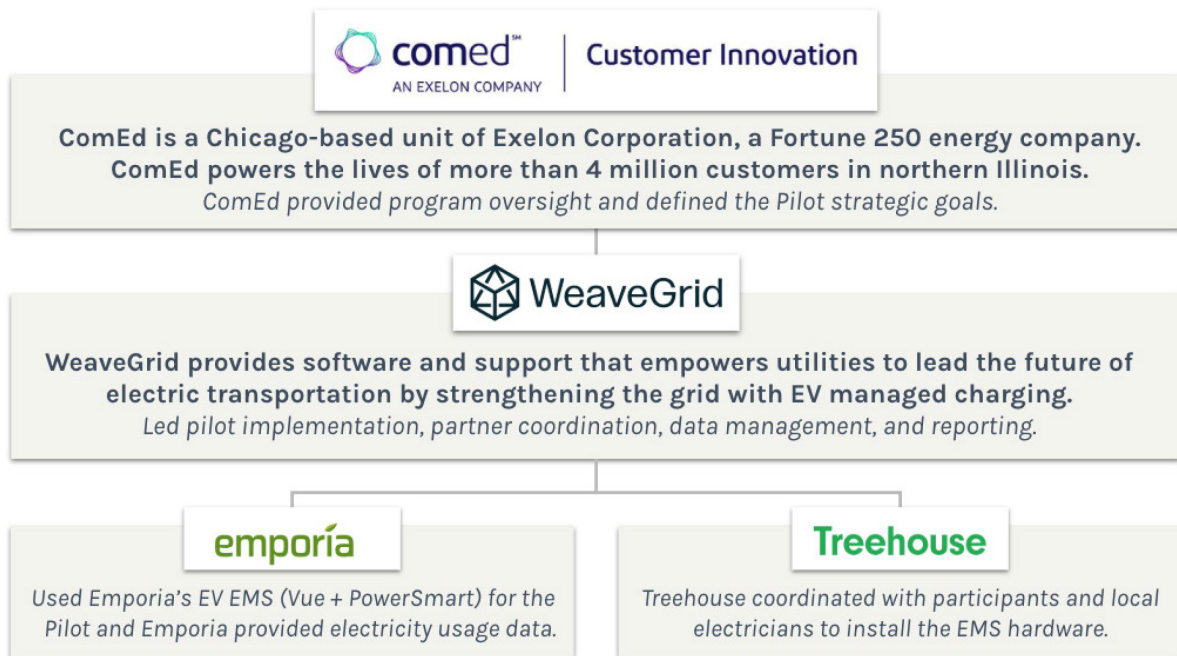 comed℠
AN EXELON COMPANY
Customer Innovation
ComEd is a Chicago-based unit of Exelon Corporation, a Fortune 250 energy company.
ComEd powers the lives of more than 4 million customers in northern Illinois.
ComEd provided program oversight and defined the Pilot strategic goals.
WeaveGrid
WeaveGrid provides software and support that empowers utilities to lead the future of
electric transportation by strengthening the grid with EV managed charging.
Led pilot implementation, partner coordination, data management, and reporting.
emporía
Used Emporia's EV EMS (Vue + PowerSmart) for the
Pilot and Emporia provided electricity usage data.
Treehouse
Treehouse coordinated with participants and local
electricians to install the EMS hardware.